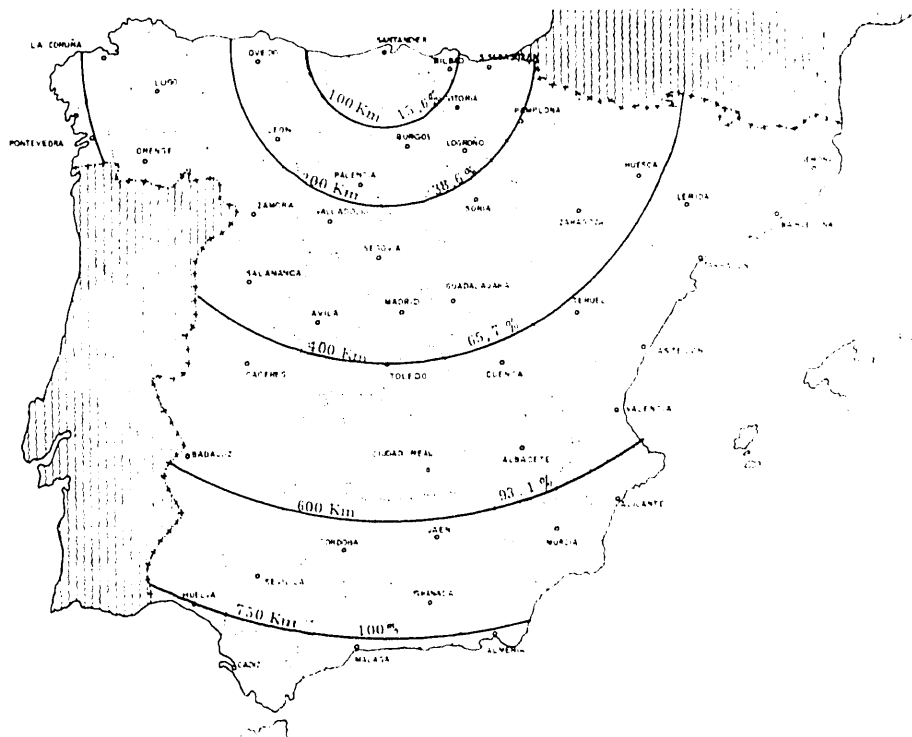 LA CORUÑA
SANTANDER
OVIEDO
BILBAO
LUGO
100 Km
15,6%
VITORIA
PAMPLONA
PONTEVEDRA
LEON
BURGOS
LOGROÑO
ORENSE
HUESCA
PALENCIA
200 Km
38,6%
ZAMORA
VALLADOLID
SORIA
ZARAGOZA
LERIDA
SEGOVIA
SALAMANCA
GUADALAJARA
AVILA
MADRID
TERUEL
400 Km
65,7 %
CACERES
TOLEDO
CUENCA
VALENCIA
BADAJOZ
CIUDAD REAL
ALBACETE
93,1 %
600 Km
ALICANTE
JAEN
CORDOBA
MURCIA
SEVILLA
HUELVA
GRANADA
750 Km
100%
CADIZ
MALAGA
ALMERIA